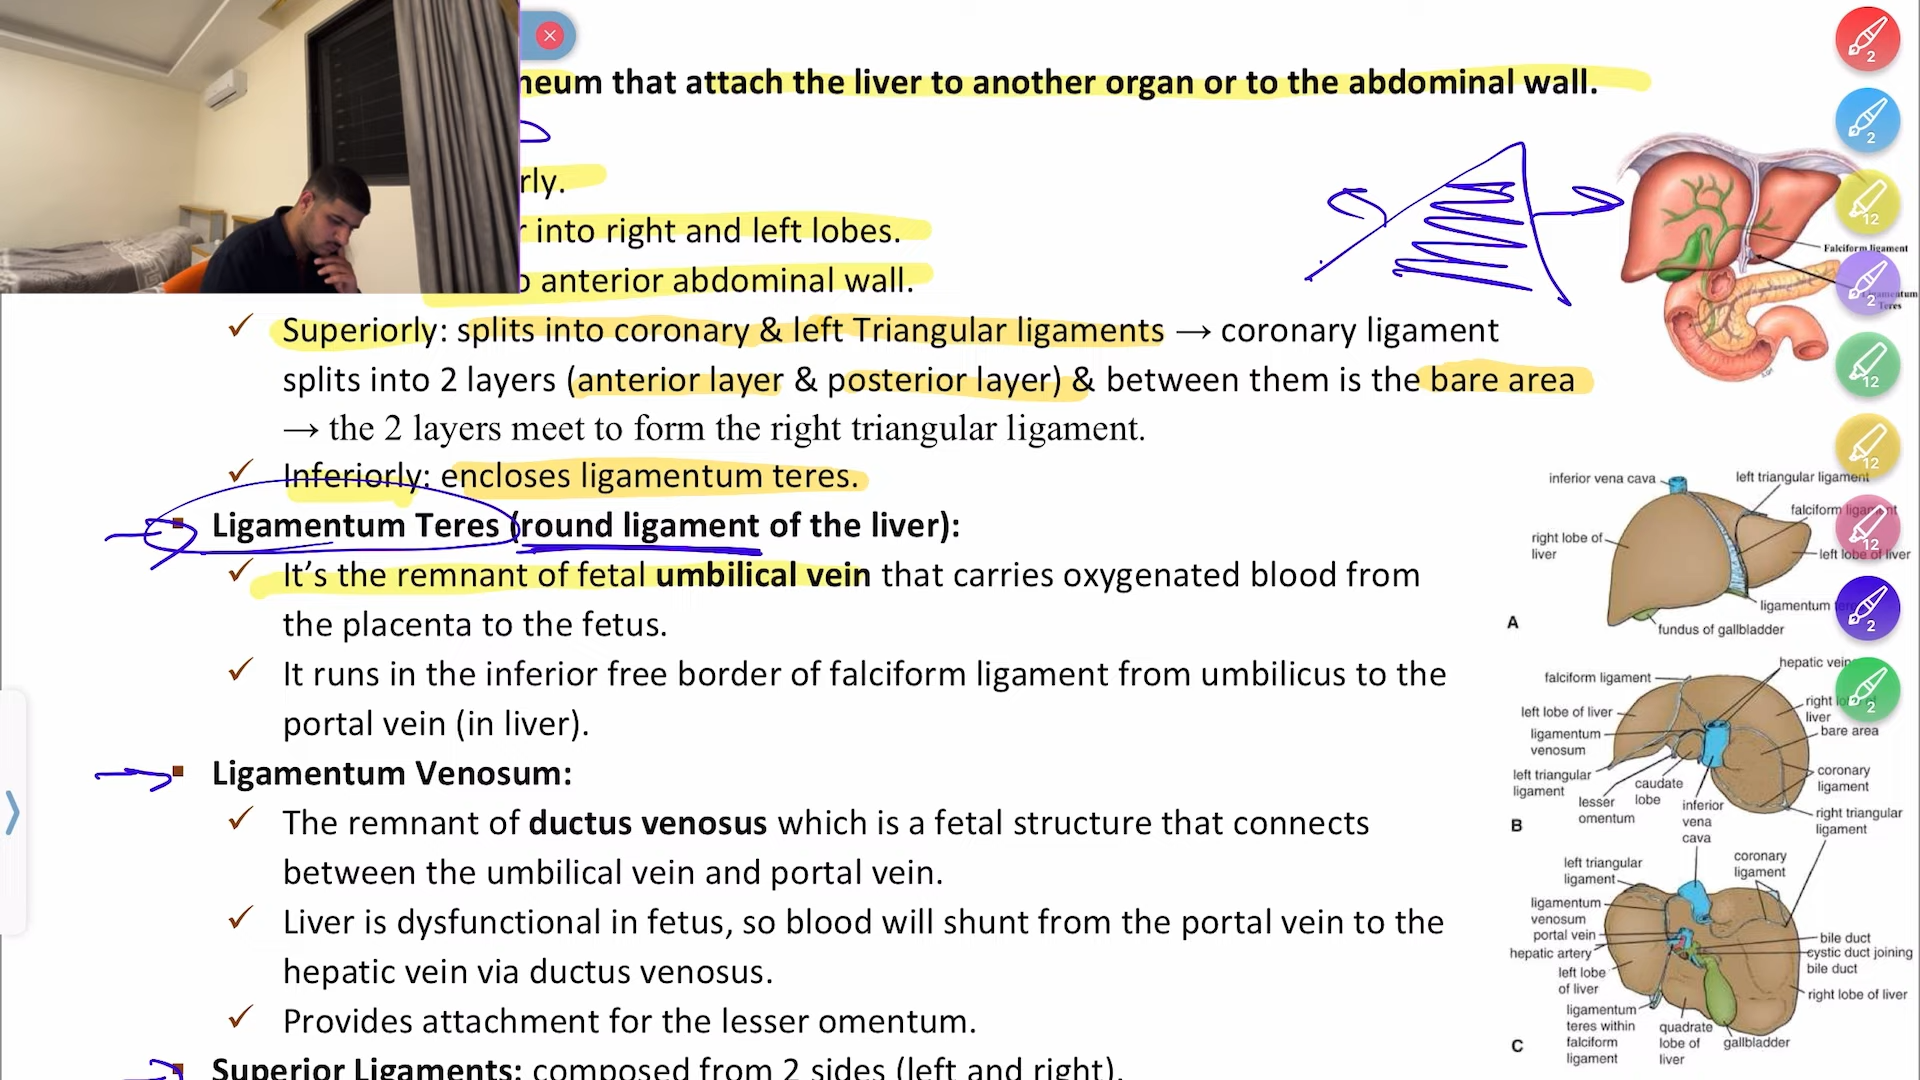 neum that attach the liver to another organ or to the abdominal wall.
rly.
into right and left lobes.
o anterior abdominal wall.
✓ Superiorly: splits into coronary & left Triangular ligaments → coronary ligament
splits into 2 layers (anterior layer & posterior layer) & between them is the bare area
→ the 2 layers meet to form the right triangular ligament.
✓ Inferiorly: encloses ligamentum teres.
▪ Ligamentum Teres (round ligament of the liver):
✓ It’s the remnant of fetal umbilical vein that carries oxygenated blood from
the placenta to the fetus.
✓ It runs in the inferior free border of falciform ligament from umbilicus to the
portal vein (in liver).
▪ Ligamentum Venosum:
✓ The remnant of ductus venosus which is a fetal structure that connects
between the umbilical vein and portal vein.
✓ Liver is dysfunctional in fetus, so blood will shunt from the portal vein to the
hepatic vein via ductus venosus.
✓ Provides attachment for the lesser omentum.
▪ Superior Ligaments: composed from 2 sides (left and right).
Falciform ligament
Teres
inferior vena cava
left triangular ligament
falciform ligament
right lobe of
liver
left lobe of liver
ligamentum
fundus of gallbladder
A
hepatic vein
falciform ligament
right
liver
left lobe of liver
bare area
ligamentum
venosum
left triangular
ligament
caudate
lobe
lesser
omentum
inferior
vena
cava
coronary
ligament
right triangular
ligament
B
left triangular
ligament
coronary
ligament
ligamentum
venosum
portal vein
hepatic artery
left lobe
of liver
ligamentum
teres within
falciform
ligament
quadrate
lobe of
liver
gallbladder
bile duct
cystic duct joining
bile duct
right lobe of liver
C
2
2
12
2
12
12
12
2
2